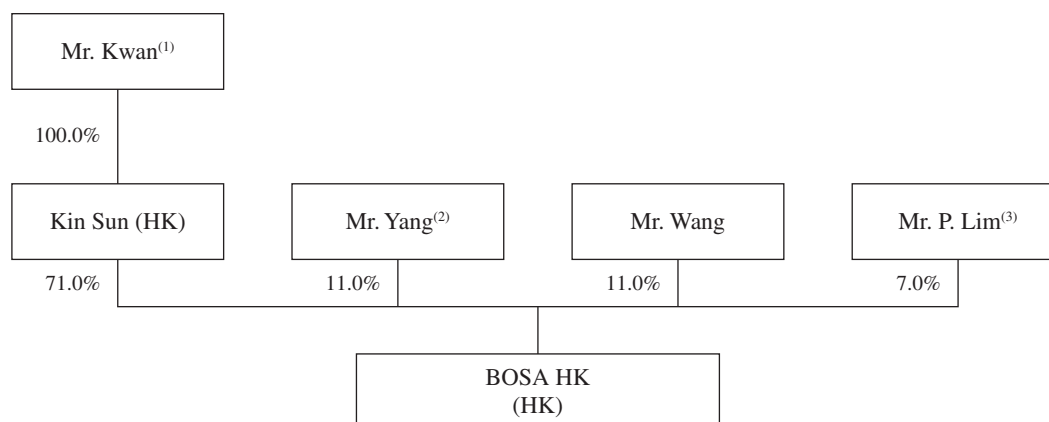 Mr. Kwan(1)
100.0%
Kin Sun (HK)
Mr. Yang(2)
Mr. Wang
Mr. P. Lim(3)
71.0%
11.0%
11.0%
7.0%
BOSA HK
(HK)